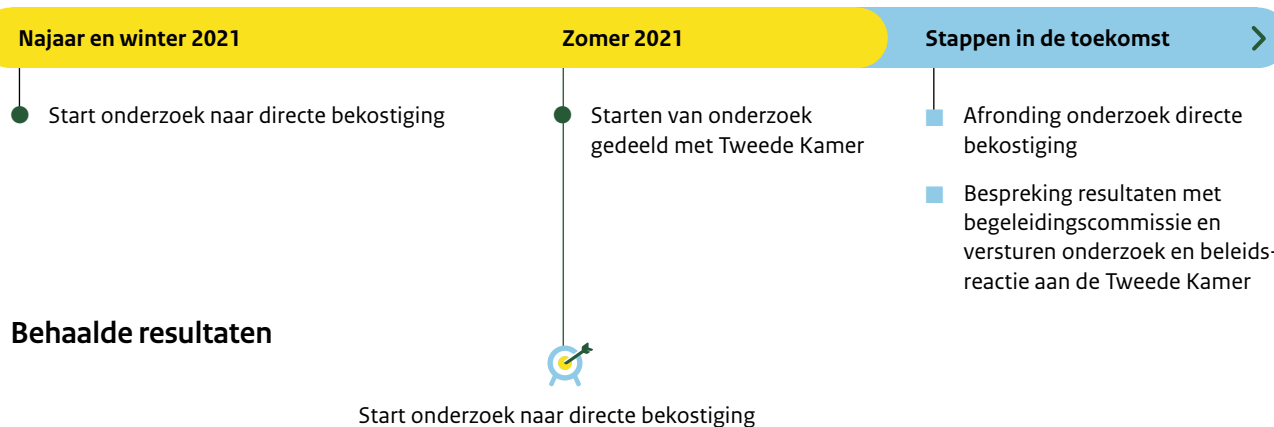 Najaar en winter 2021
Zomer 2021
Stappen in de toekomst
Start onderzoek naar directe bekostiging
Starten van onderzoek
gedeeld met Tweede Kamer
Afronding onderzoek directe
bekostiging
Bespreking resultaten met
begeleidingscommissie en
versturen onderzoek en beleids-
reactie aan de Tweede Kamer
Behaalde resultaten
Start onderzoek naar directe bekostiging